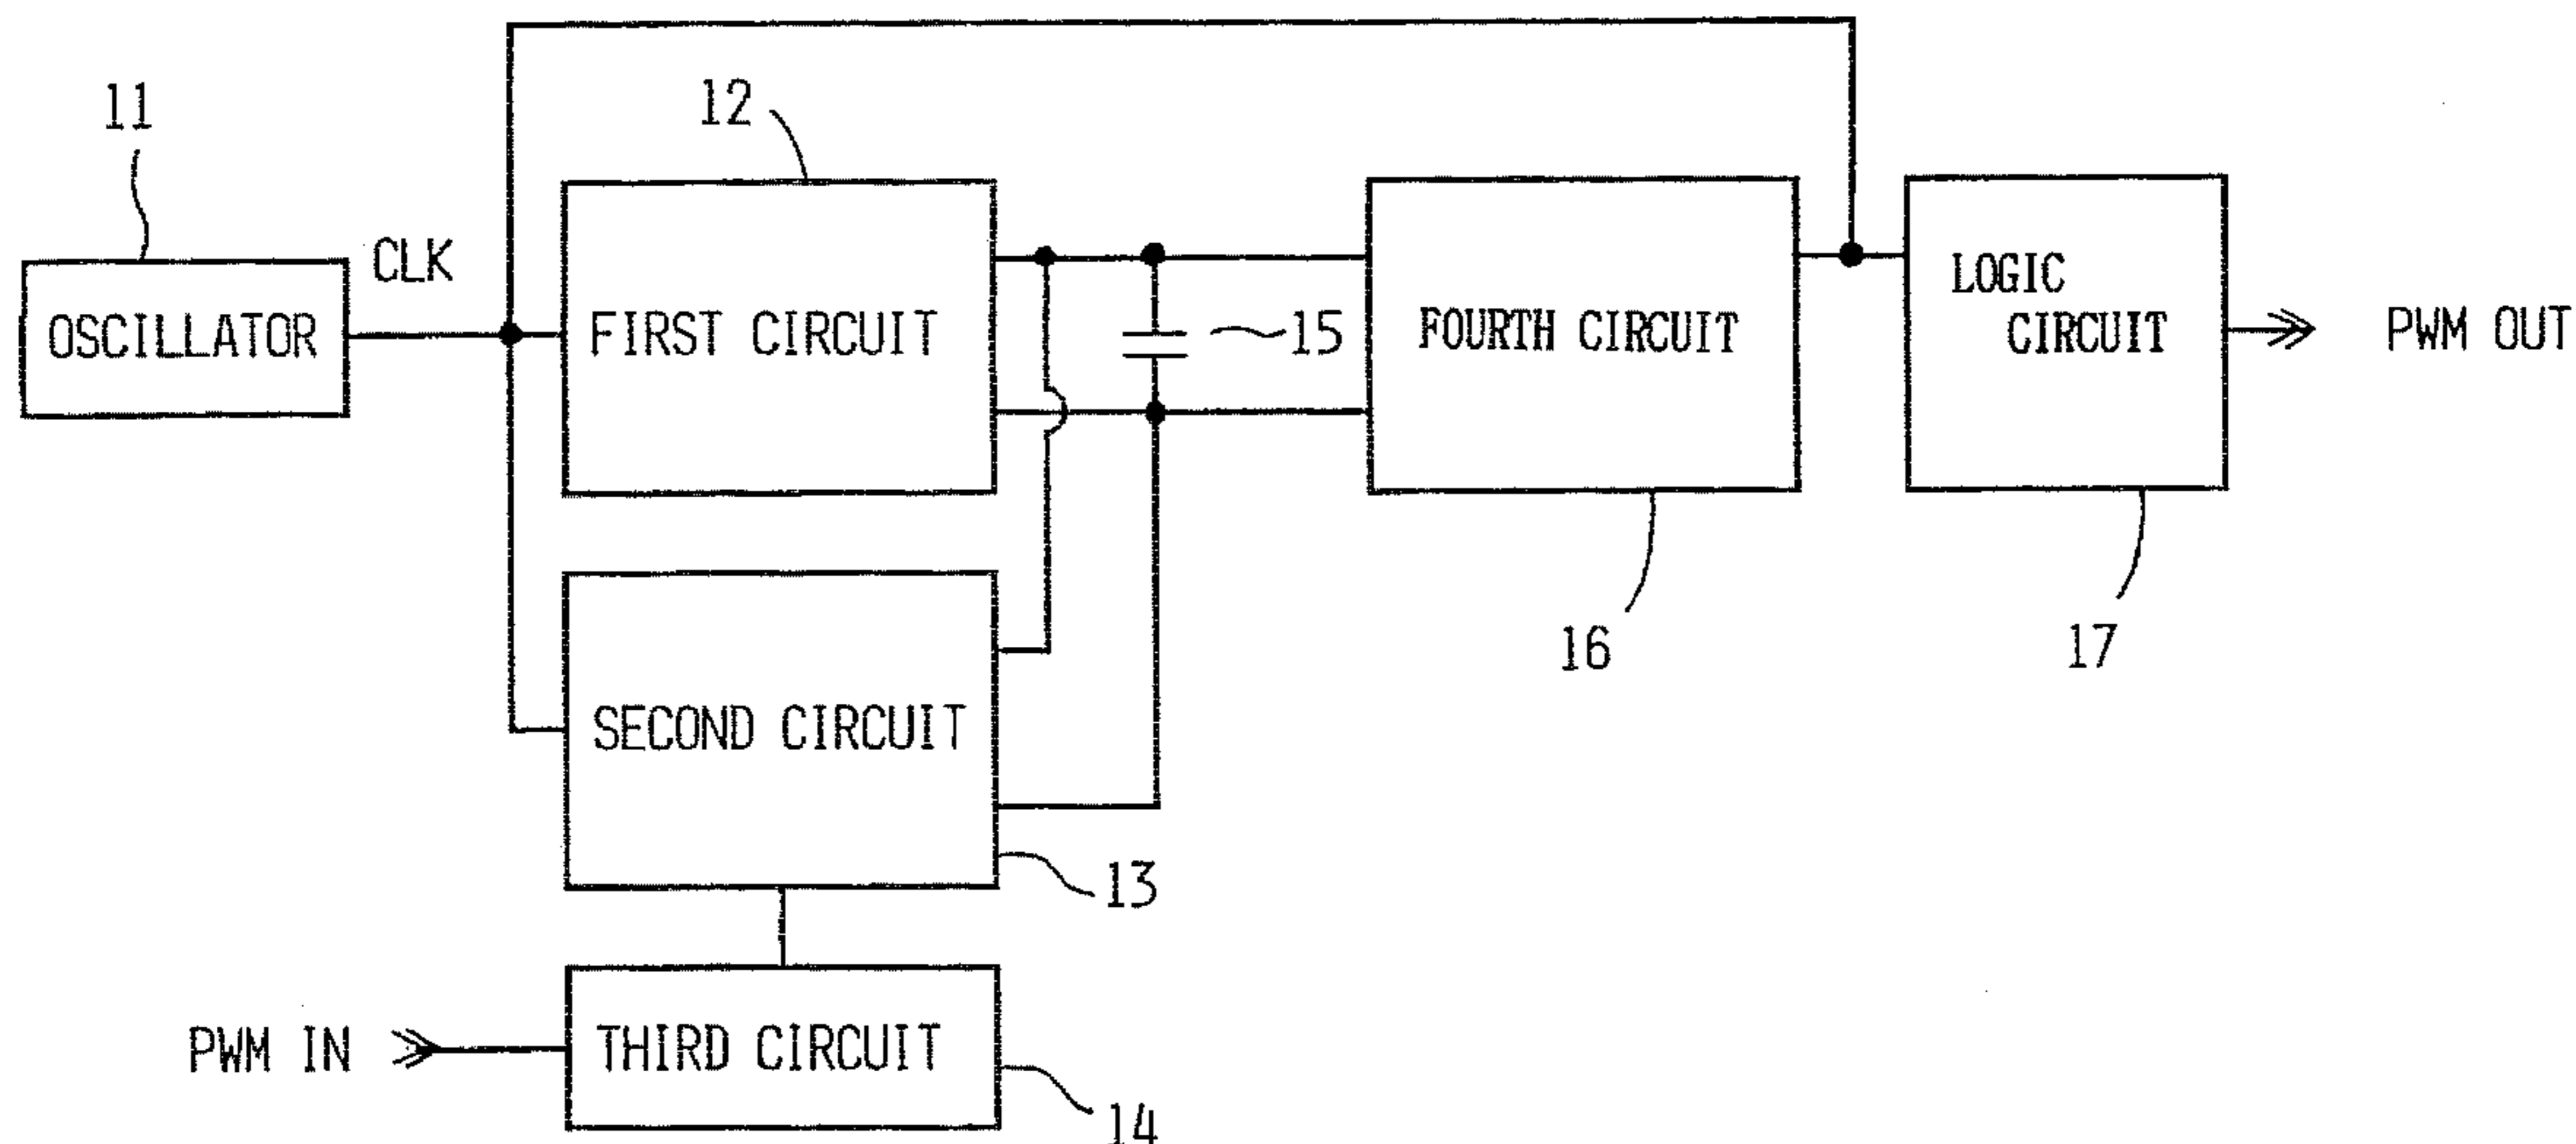 11
12
CLK
OSCILLATOR
FIRST CIRCUIT
15
FOURTH CIRCUIT
LOGIC
CIRCUIT
PWM OUT
16
17
SECOND CIRCUIT
13
PWM IN
THIRD CIRCUIT
14